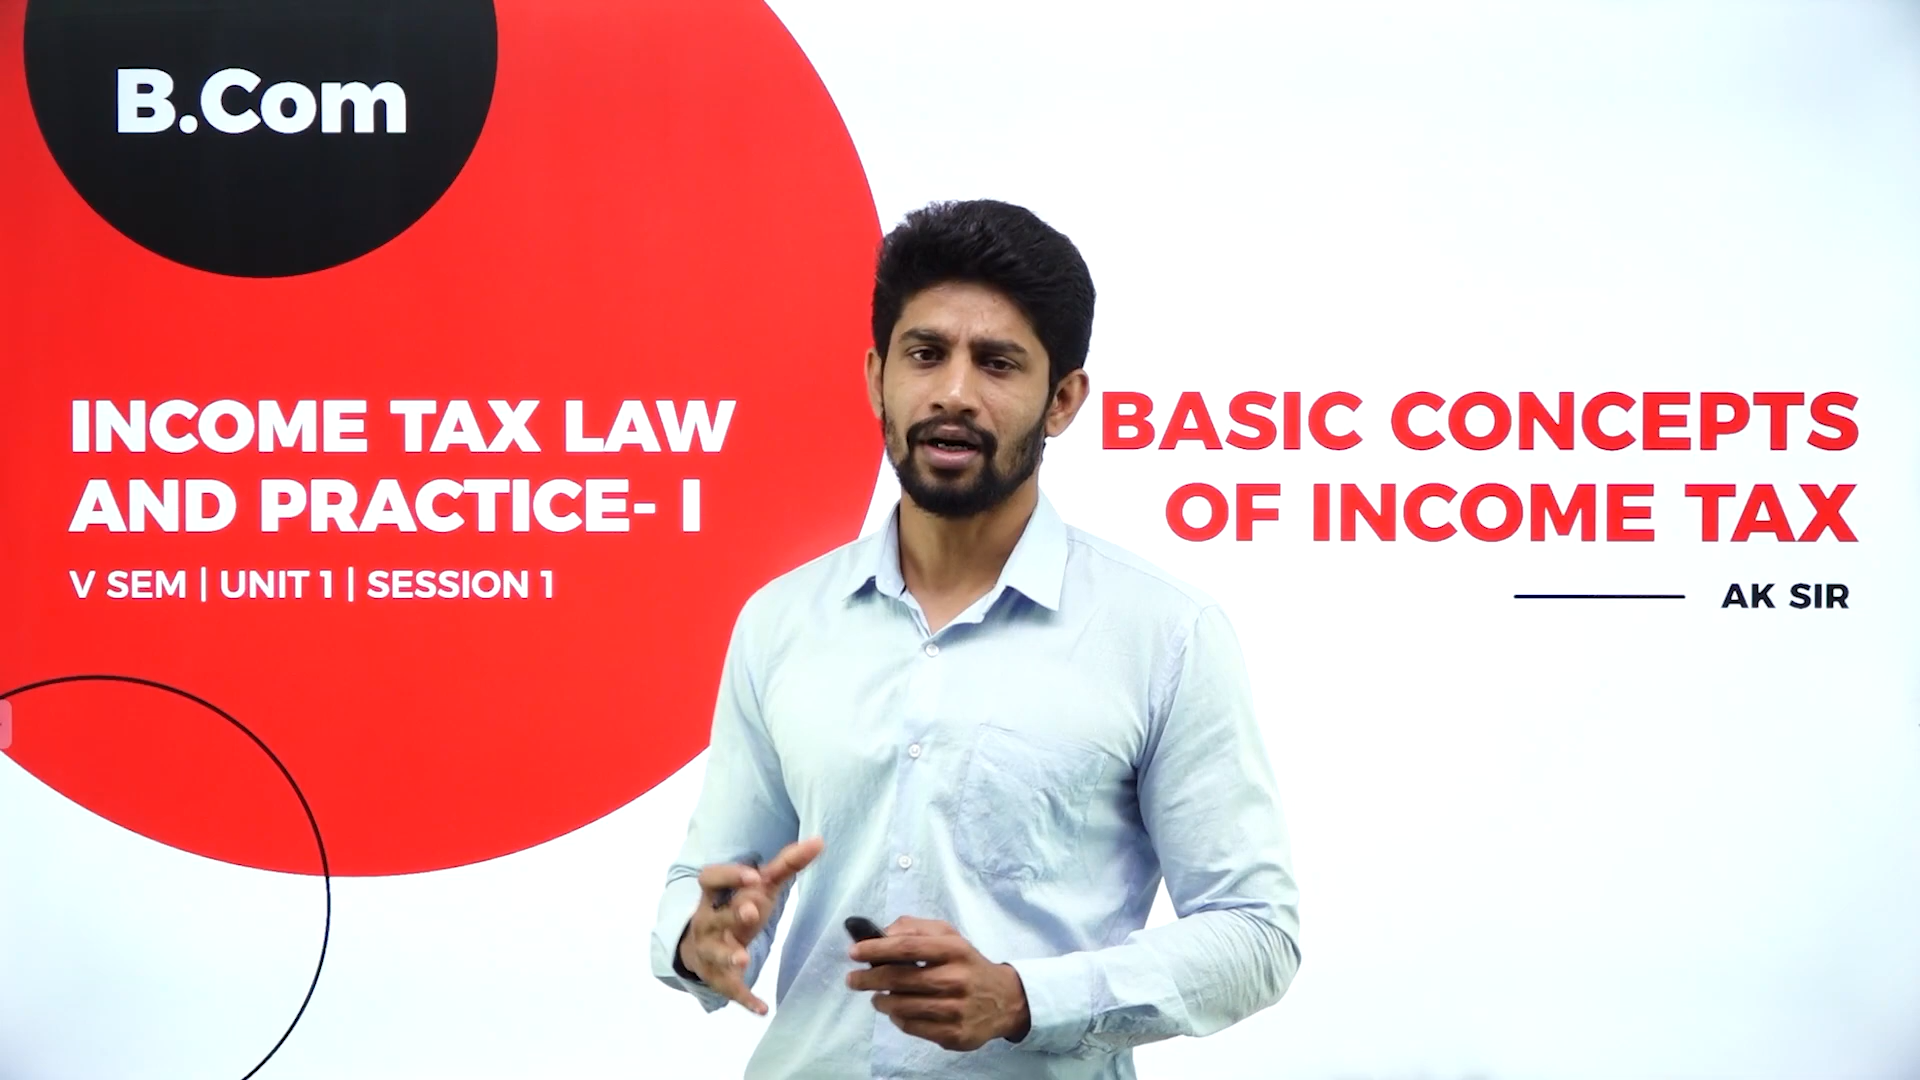 B.Com
INCOME TAX LAW
AND PRACTICE- I
V SEM | UNIT 1 | SESSION 1
BASIC CONCEPTS
OF INCOME TAX
AK SIR